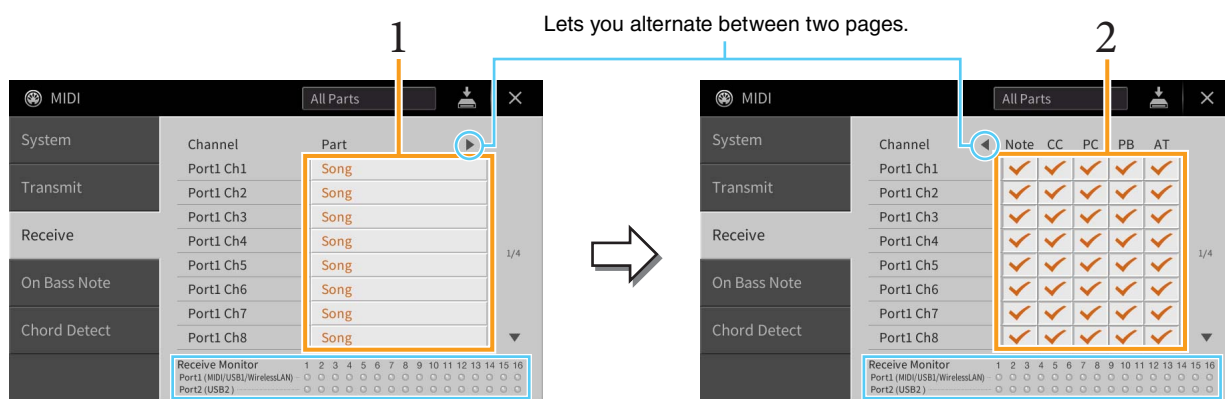 Lets you alternate between two pages.
1
2
MIDI
All Parts
System
Transmit
Receive
On Bass Note
Chord Detect
Channel Part
Port1 Ch1 Song
Port1 Ch2 Song
Port1 Ch3 Song
Port1 Ch4 Song
Port1 Ch5 Song
Port1 Ch6 Song
Port1 Ch7 Song
Port1 Ch8 Song
1/4
Receive Monitor 1 2 3 4 5 6 7 8 9 10 11 12 13 14 15 16
Port1 (MIDI/USB1/WirelessLAN)
Port2 (USB2 )
MIDI
All Parts
System
Transmit
Receive
On Bass Note
Chord Detect
Channel Note CC PC PB AT
Port1 Ch1
Port1 Ch2
Port1 Ch3
Port1 Ch4
Port1 Ch5
Port1 Ch6
Port1 Ch7
Port1 Ch8
1/4
Receive Monitor 1 2 3 4 5 6 7 8 9 10 11 12 13 14 15 16
Port1 (MIDI/USB1/WirelessLAN)
Port2 (USB2 )